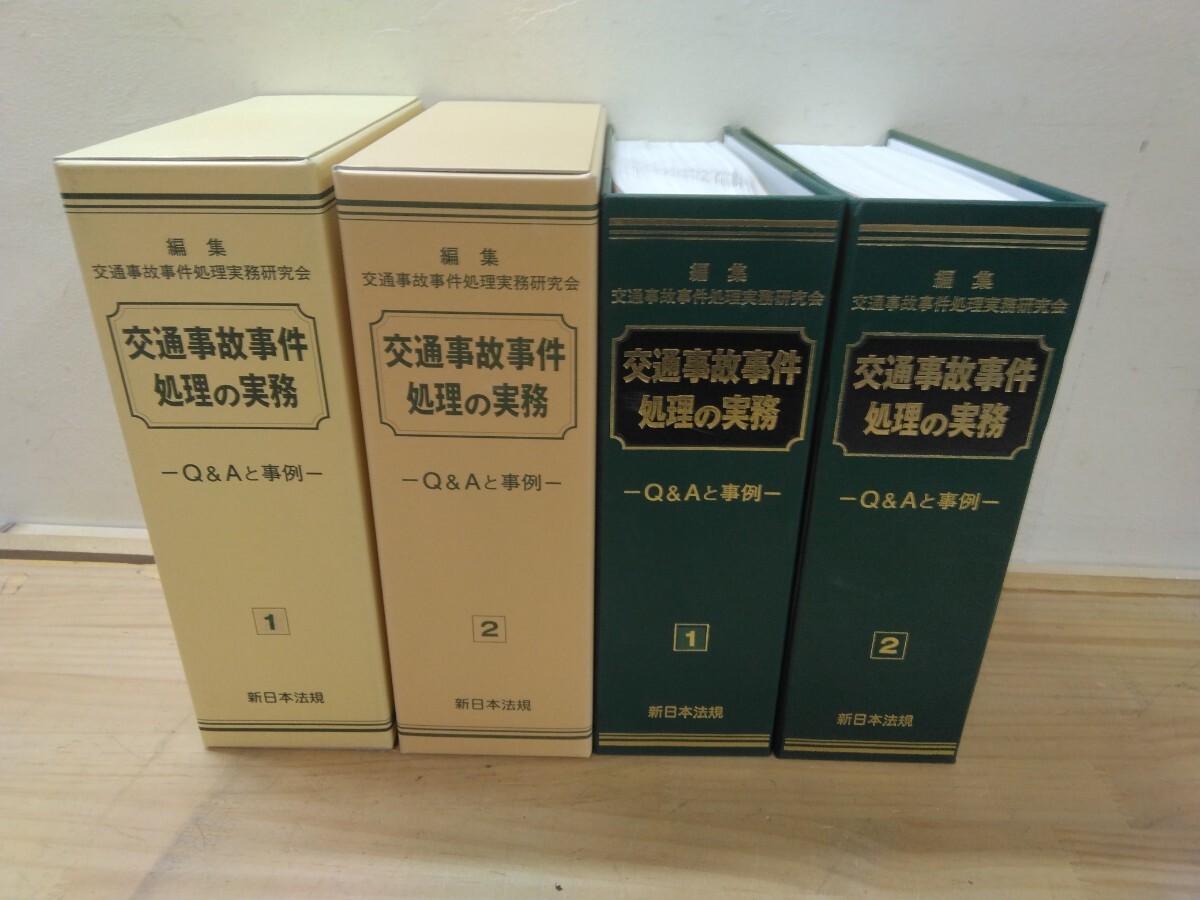 編集
交通事故事件処理実務研究会
交通事故事件
処理の実務
―Q&Aと事例―
1
新日本法規
編集
交通事故事件処理実務研究会
交通事故事件
処理の実務
―Q&Aと事例―
2
新日本法規
編集
交通事故事件処理実務研究会
交通事故事件
処理の実務
―Q&Aと事例―
1
新日本法規
編集
交通事故事件処理実務研究会
交通事故事件
処理の実務
―Q&Aと事例―
2
新日本法規